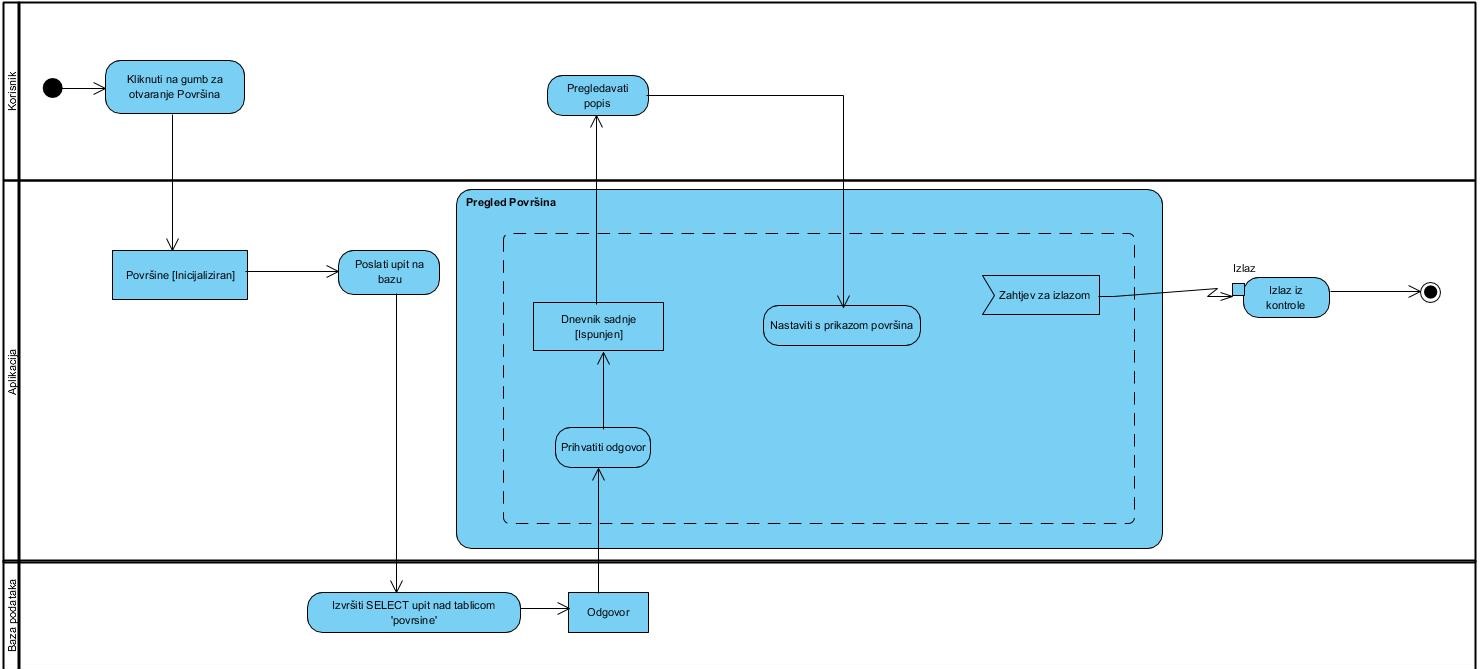 Korisnik
Kliknuti na gumb za
otvaranje Površina
Pregledavati
popis
Aplikacija
Pregled Površina
Površine [Inicijaliziran]
Poslati upit na
bazu
Dnevnik sadnje
[Ispunjen]
Nastaviti s prikazom površina
Zahtjev za izlazom
Izlaz
Izlaz iz
kontrole
Prihvatiti odgovor
Baza podataka
Izvršiti SELECT upit nad tablicom
'povrsine'
Odgovor